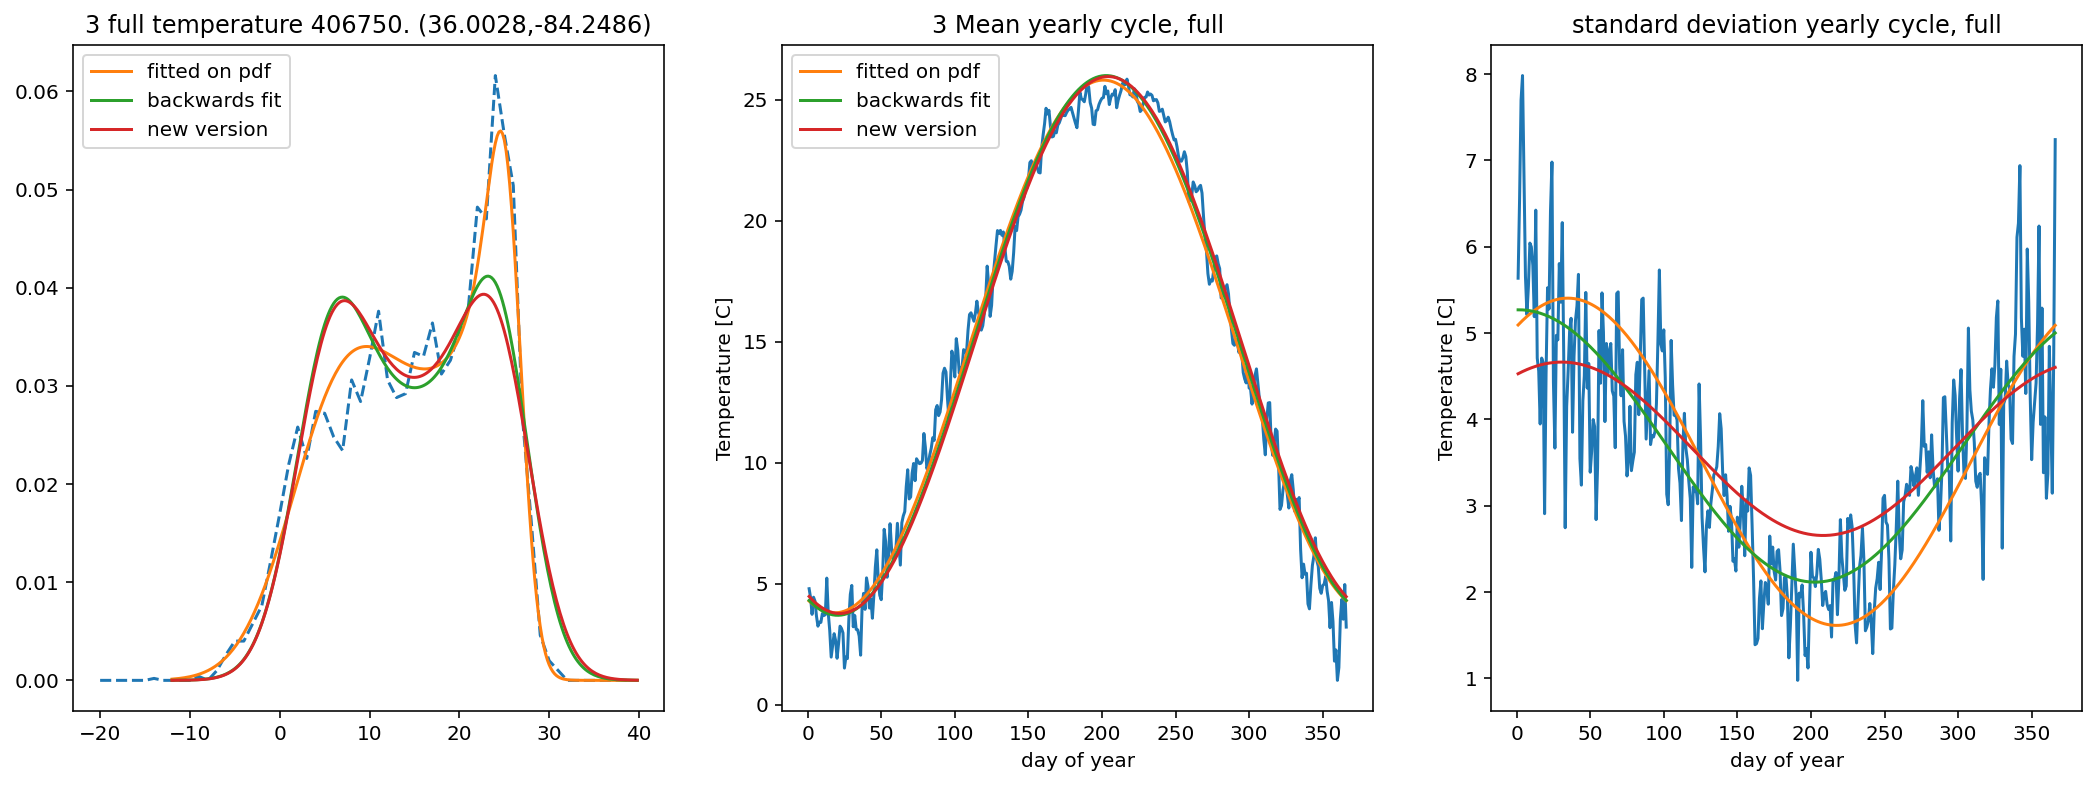 3 full temperature 406750. (36.0028,-84.2486)
fitted on pdf
backwards fit
new version
0.06
0.05
0.04
0.03
0.02
0.01
0.00
−20 −10 0 10 20 30 40
3 Mean yearly cycle, full
fitted on pdf
backwards fit
new version
Temperature [C]
25
20
15
10
5
0
0 50 100 150 200 250 300 350
day of year
standard deviation yearly cycle, full
Temperature [C]
8
7
6
5
4
3
2
1
0 50 100 150 200 250 300 350
day of year